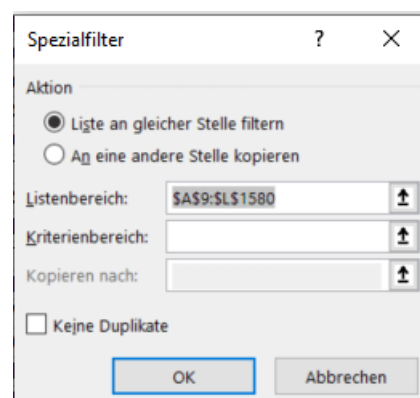 Spezialfilter ? ×
Aktion
Liste an gleicher Stelle filtern
An eine andere Stelle kopieren
Listenbereich: $A$9:$L$1580
Kriterienbereich:
Kopieren nach:
Keine Duplikate
OK Abbrechen